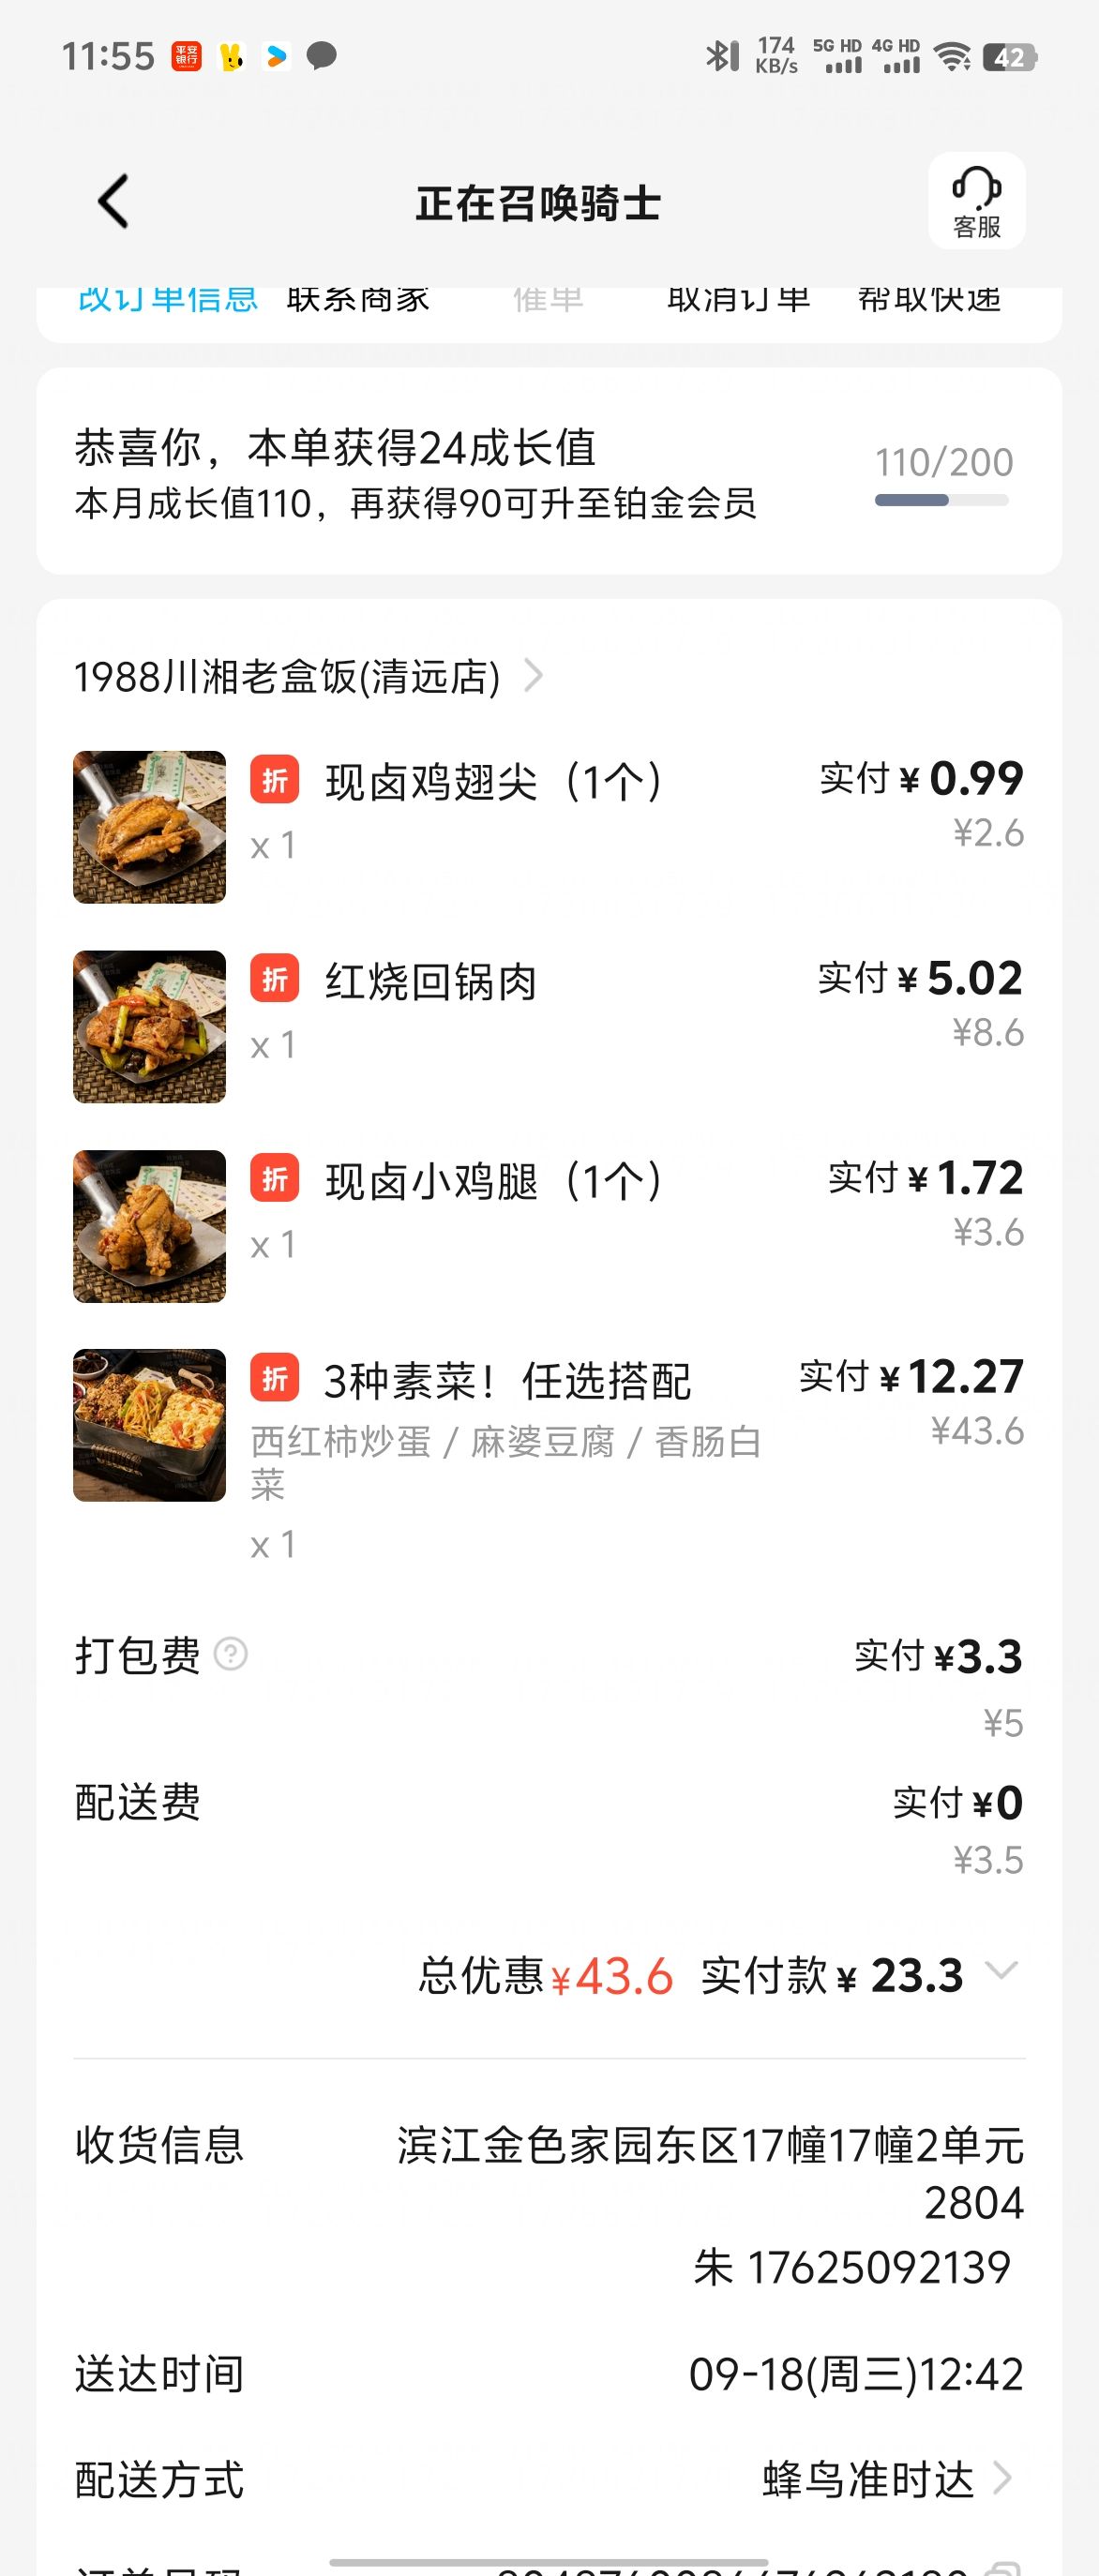 11:55
平安
银行
174
KB/s
5G HD
4G HD
42
正在召唤骑士
客服
改订单信息 联系商家 催单 取消订单 帮取快递
恭喜你，本单获得24成长值
110/200
本月成长值110，再获得90可升至铂金会员
1988川湘老盒饭(清远店)
折 现卤鸡翅尖（1个） 实付 ¥ 0.99
x 1 ¥2.6
折 红烧回锅肉 实付 ¥ 5.02
x 1 ¥8.6
折 现卤小鸡腿（1个） 实付 ¥ 1.72
x 1 ¥3.6
折 3种素菜！任选搭配 实付 ¥ 12.27
西红柿炒蛋 / 麻婆豆腐 / 香肠白 ¥43.6
菜
x 1
打包费 ? 实付 ¥3.3
¥5
配送费 实付 ¥0
¥3.5
总优惠¥43.6 实付款 ¥ 23.3
收货信息 滨江金色家园东区17幢17幢2单元
2804
朱 17625092139
送达时间 09-18(周三)12:42
配送方式 蜂鸟准时达
订单号码